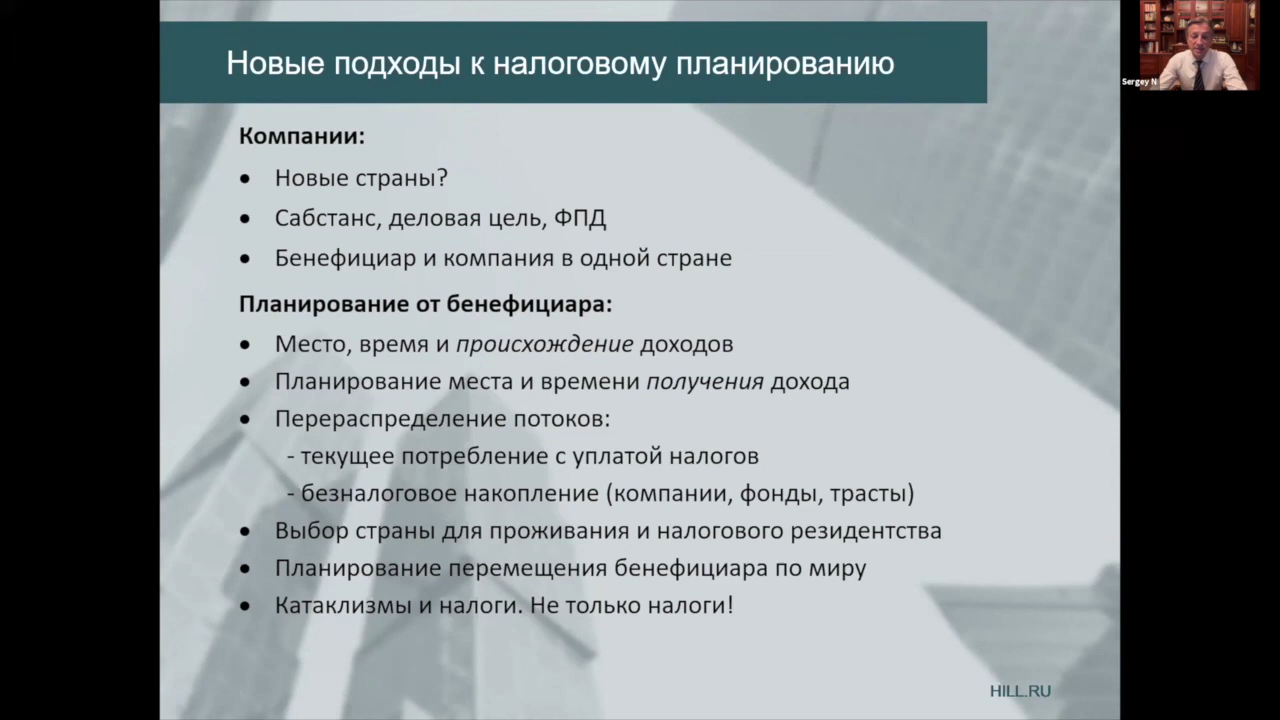 Новые подходы к налоговому планированию
Sergey N
Компании:
• Новые страны?
• Сабстанс, деловая цель, ФПД
• Бенефициар и компания в одной стране
Планирование от бенефициара:
• Место, время и происхождение доходов
• Планирование места и времени получения дохода
• Перераспределение потоков:
- текущее потребление с уплатой налогов
- безналоговое накопление (компании, фонды, трасты)
• Выбор страны для проживания и налогового резидентства
• Планирование перемещения бенефициара по миру
• Катаклизмы и налоги. Не только налоги!
HILL.RU